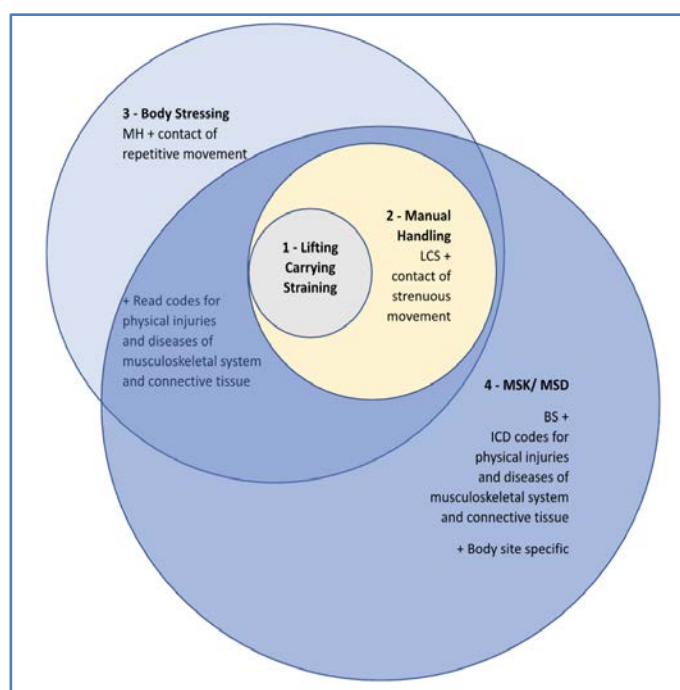 3 - Body Stressing
MH + contact of
repetitive movement
2 - Manual
Handling
LCS +
contact of
strenuous
movement
1 - Lifting
Carrying
Straining
+ Read codes for
physical injuries
and diseases of
musculoskeletal system
and connective tissue
4 - MSK/ MSD
BS +
ICD codes for
physical injuries
and diseases of
musculoskeletal system
and connective tissue
+ Body site specific